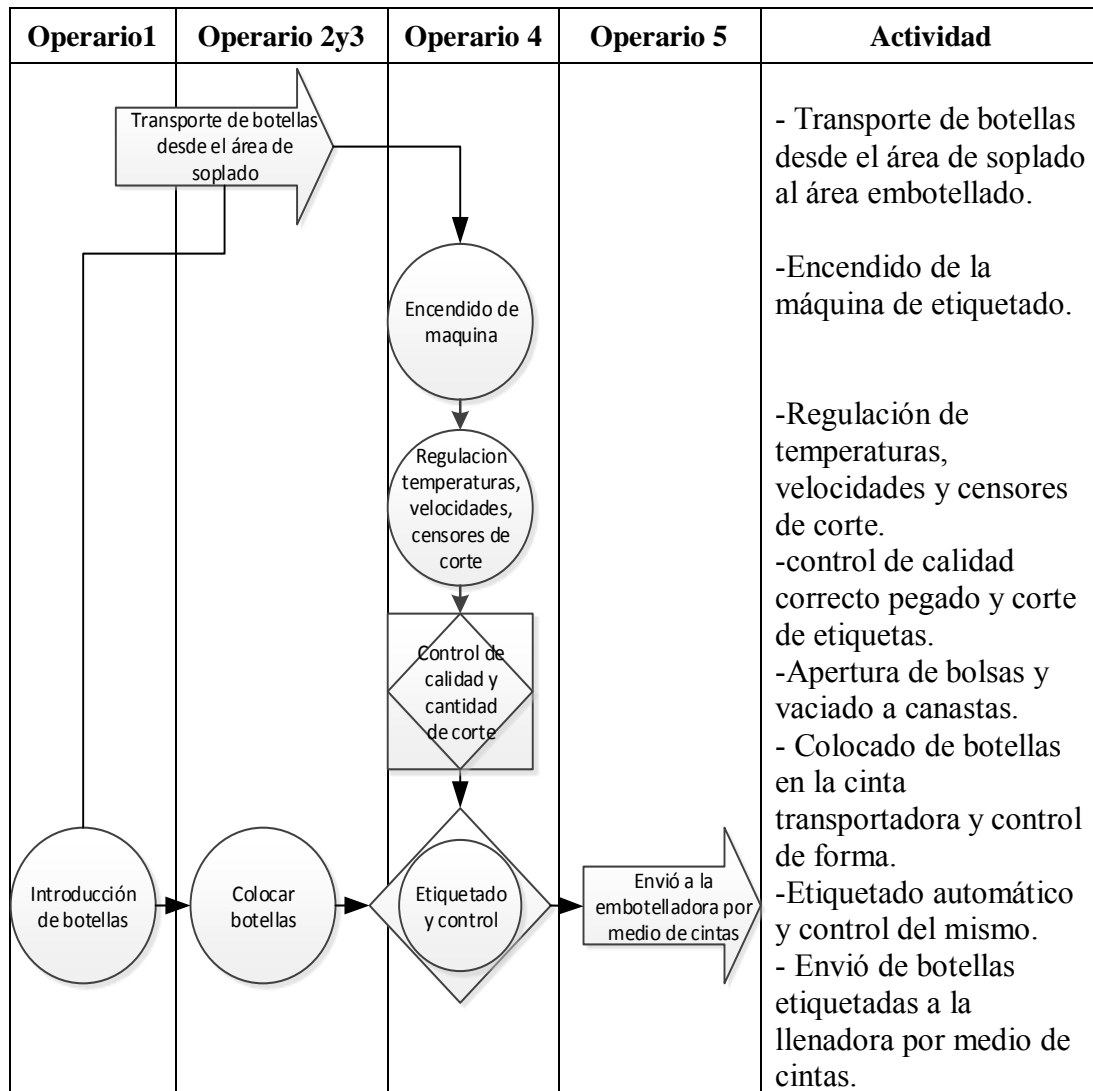 Operario1
Operario 2y3
Operario 4
Operario 5
Actividad
Transporte de botellas
desde el área de
soplado
Encendido de
maquina
Regulacion
temperaturas,
velocidades,
censores de
corte
Control de
calidad y
cantidad
de corte
Introducción
de botellas
Colocar
botellas
Etiquetado
y control
Envió a la
embotelladora por
medio de cintas
- Transporte de botellas
desde el área de soplado
al área embotellado.
-Encendido de la
máquina de etiquetado.
-Regulación de
temperaturas,
velocidades y censores
de corte.
-control de calidad
correcto pegado y corte
de etiquetas.
-Apertura de bolsas y
vaciado a canastas.
- Colocado de botellas
en la cinta
transportadora y control
de forma.
-Etiquetado automático
y control del mismo.
- Envió de botellas
etiquetadas a la
llenadora por medio de
cintas.